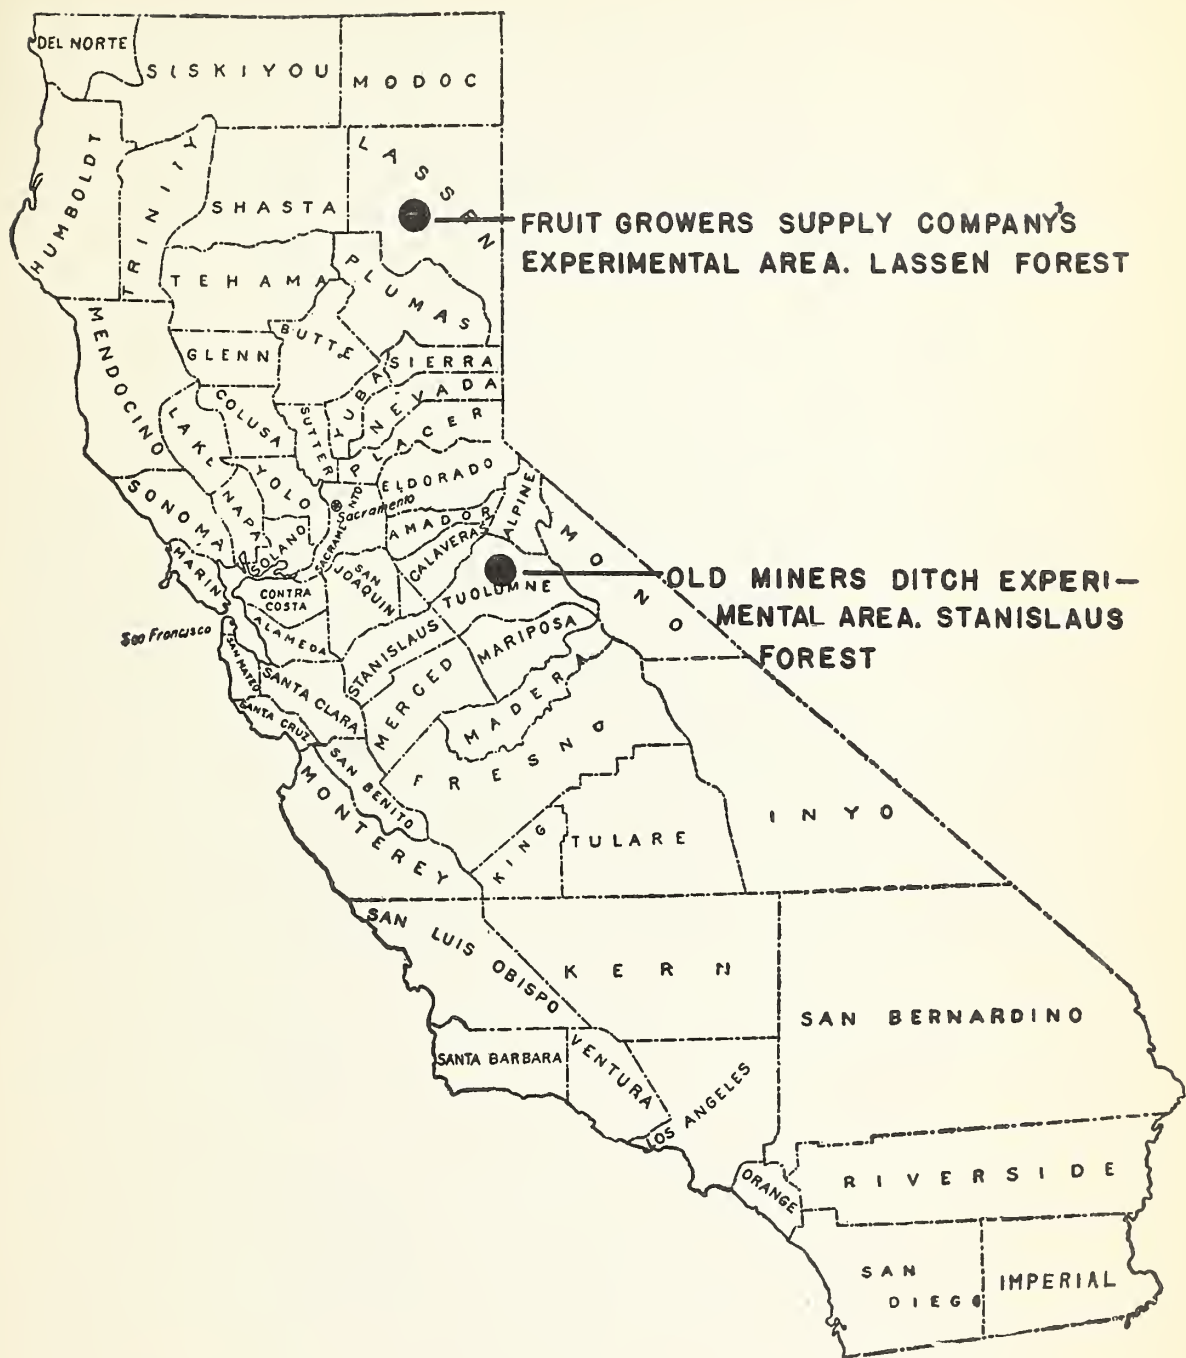 DEL NORTE
SISKIYOU
MODOC
HUMBOLDT
TRINITY
SHASTA
LASSEN
FRUIT GROWERS SUPPLY COMPANY'S
EXPERIMENTAL AREA. LASSEN FOREST
TEHAMA
PLUMAS
MENDOCINO
GLENN
BUTTE
SIERRA
LAKE
COLUSA
SUTTER
YUBA
NEVADA
PLACER
SONOMA
NAPA
YOLO
ELDORADO
SOLANO
SACRAMENTO
Sacramento
AMADOR
ALPINE
MONO
MARIN
CONTRA
COSTA
SAN
JOAQUIN
CALAVERAS
TUOLUMNE
OLD MINERS DITCH EXPERI-
MENTAL AREA. STANISLAUS
FOREST
San Francisco
ALAMEDA
STANISLAUS
MARIPOSA
SAN MATEO
SANTA CLARA
MERCED
MADERA
SANTA CRUZ
SAN BENITO
FRESNO
MONTEREY
KING
TULARE
INYO
SAN LUIS OBISPO
KERN
SAN BERNARDINO
SANTA BARBARA
VENTURA
LOS ANGELES
ORANGE
RIVERSIDE
SAN
DIEGO
IMPERIAL